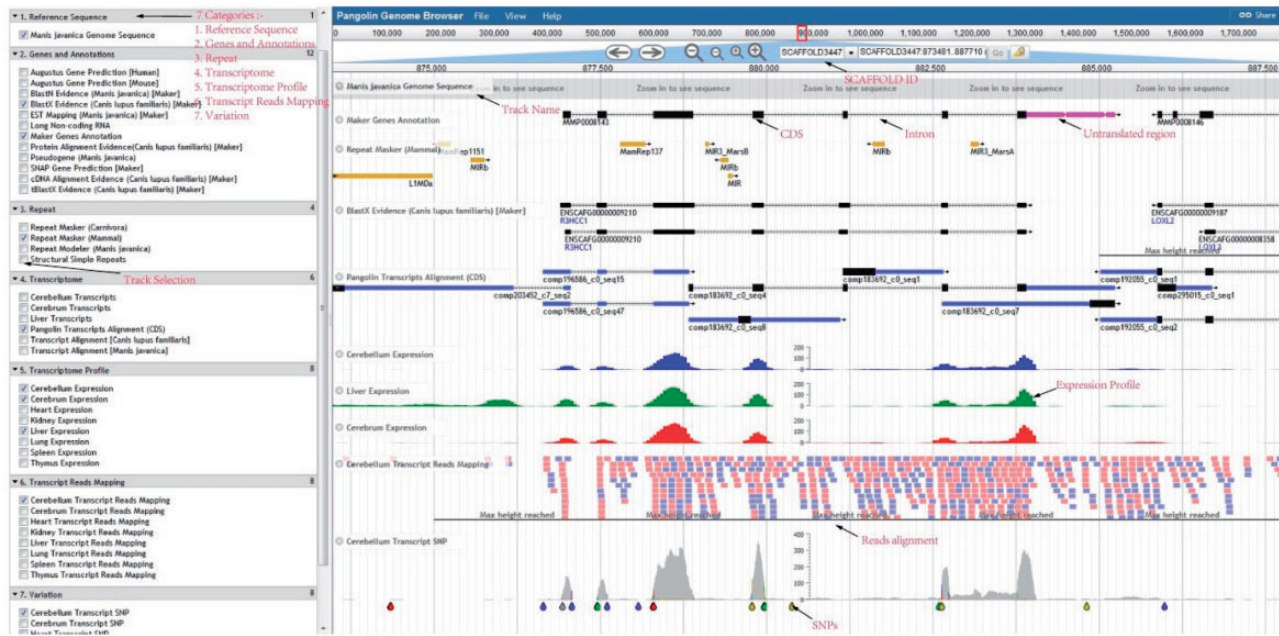 1. Reference Sequence 1
Manis javanica Genome Sequence
2. Genes and Annotations 12
Augustus Gene Prediction [Human]
Augustus Gene Prediction [Mouse]
BlastN Evidence [Manis javanica] [Maker]
BlastX Evidence (Canis lupus familiaris) [Maker]
EST Mapping (Manis javanica) [Maker]
Long Non-coding RNA
Maker Genes Annotation
Protein Alignment Evidence(Canis lupus familiaris) [Maker]
Pseudogene (Manis javanica)
SNAP Gene Prediction [Maker]
cDNA Alignment Evidence (Canis lupus familiaris) [Maker]
tBlastX Evidence (Canis lupus familiaris) [Maker]
3. Repeat 4
Repeat Masker (Carnivora)
Repeat Masker (Mammal)
Repeat Modeler (Manis javanica)
Structural Simple Repeats
Track Selection
4. Transcriptome 6
Cerebellum Transcripts
Cerebrum Transcripts
Liver Transcripts
Pangolin Transcripts Alignment (CDS)
Transcript Alignment [Canis lupus familiaris]
Transcript Alignment [Manis javanica]
5. Transcriptome Profile 8
Cerebellum Expression
Cerebrum Expression
Heart Expression
Kidney Expression
Liver Expression
Lung Expression
Spleen Expression
Thymus Expression
6. Transcript Reads Mapping 8
Cerebellum Transcript Reads Mapping
Cerebrum Transcript Reads Mapping
Heart Transcript Reads Mapping
Kidney Transcript Reads Mapping
Liver Transcript Reads Mapping
Lung Transcript Reads Mapping
Spleen Transcript Reads Mapping
Thymus Transcript Reads Mapping
7. Variation 8
Cerebellum Transcript SNP
Cerebrum Transcript SNP
Heart Transcript SNP
7 Categories :-
1. Reference Sequence
2. Genes and Annotations
3. Repeat
4. Transcriptome
5. Transcriptome Profile
6. Transcript Reads Mapping
7. Variation
Pangolin Genome Browser File View Help Share
0 100,000 200,000 300,000 400,000 500,000 600,000 700,000 800,000 900,000 1,000,000 1,100,000 1,200,000 1,300,000 1,400,000 1,500,000 1,600,000 1,700,000
SCAFFOLD3447 SCAFFOLD3447:873481..887710 Go
875,000 877,500 880,000 882,500 885,000 887,500
SCAFFOLD ID
Manis javanica Genome Sequence Zoom in to see sequence Zoom in to see sequence Zoom in to see sequence Zoom in to see sequence
Track Name
Maker Genes Annotation
MMP0008143 MMP0008146
CDS Intron Untranslated region
Repeat Masker (Mammal)
MamRep1151 MamRep137 MIR3_MarsB MIRb MIR3_MarsA
MIRb MIRb
L1MDa MIR
BlastX Evidence (Canis lupus familiaris) [Maker]
ENSCAFG00000009210 ENSCAFG00000009187
R3HCC1 LOXL2
ENSCAFG00000009210 ENSCAFG00000008358
R3HCC1 LOXL3
Max height reached
Pangolin Transcripts Alignment (CDS)
comp196586_c0_seq15 comp183692_c0_seq1 comp192055_c0_seq1
comp203452_c7_seq2 comp183692_c0_seq4 comp295015_c0_seq1
comp196586_c0_seq47 comp183692_c0_seq7
comp183692_c0_seq8 comp192055_c0_seq2
Cerebellum Expression
200
100
0
Liver Expression
200
100
0
Expression Profile
Cerebrum Expression
200
100
0
Cerebellum Transcript Reads Mapping
Max height reached Max height reached Max height reached Max height reached Max height reached
Reads alignment
Cerebellum Transcript SNP
400
300
200
100
0
SNPs